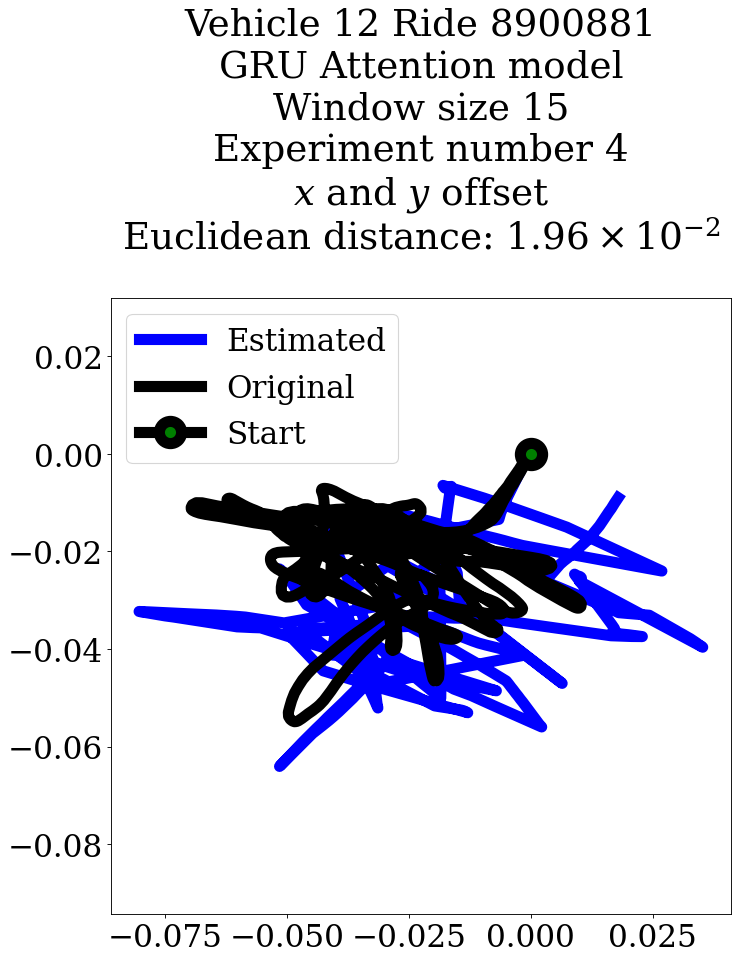 Vehicle 12 Ride 8900881
GRU Attention model
Window size 15
Experiment number 4
x and y offset
Euclidean distance: 1.96 × 10⁻²
Estimated
Original
Start
0.02
0.00
−0.02
−0.04
−0.06
−0.08
−0.075 −0.050 −0.025 0.000 0.025